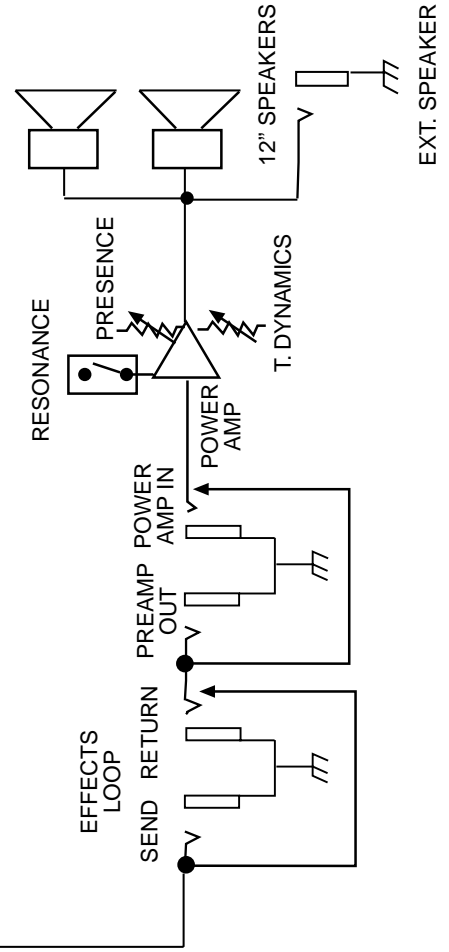 EFFECTS
LOOP
SEND
RETURN
PREAMP
OUT
POWER
AMP IN
POWER
AMP
RESONANCE
PRESENCE
T. DYNAMICS
12” SPEAKERS
EXT. SPEAKER